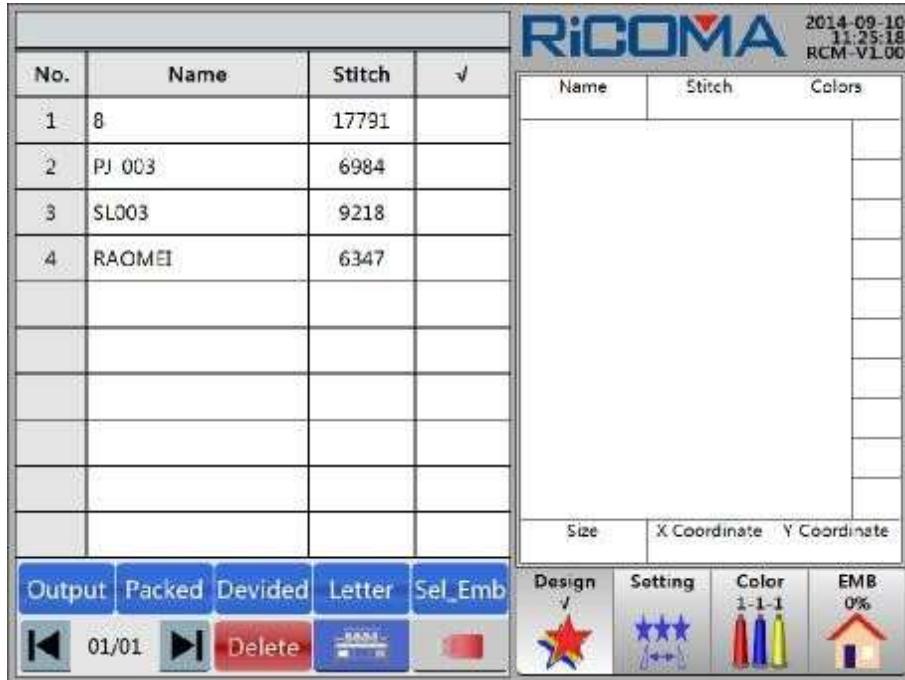 RiCOMA
2014-09-10
11:25:18
RCM-V1.00
No. Name Stitch √
1 8 17791
2 PJ 003 6984
3 SL003 9218
4 RAOMEI 6347
Name Stitch Colors
Size X Coordinate Y Coordinate
Output Packed Devided Letter Sel_Emb
01/01 Delete
Design Setting Color EMB
√ 1-1-1 0%